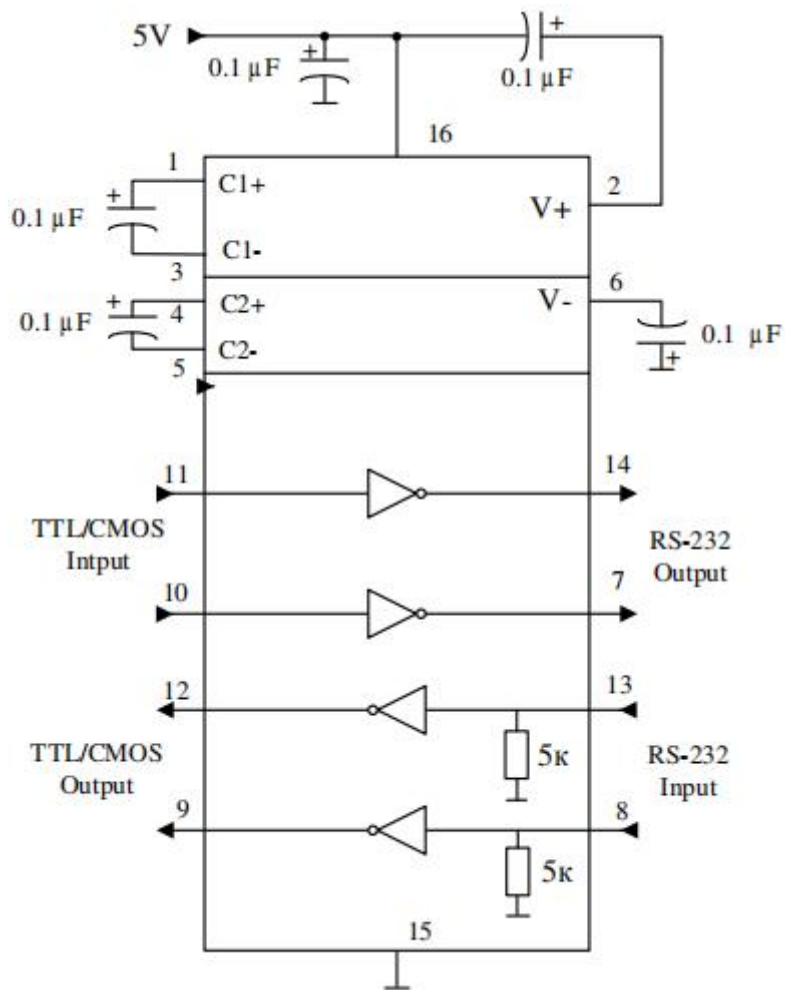 5V
+
0.1 µF
+
0.1 µF
16
1
C1+
2
+
0.1 µF
V+
C1-
3
+
4
C2+
V-
6
0.1 µF
C2-
0.1 µF
+
5
11
14
TTL/CMOS
Intput
RS-232
Output
10
7
12
13
TTL/CMOS
Output
5к
RS-232
Input
9
8
5к
15